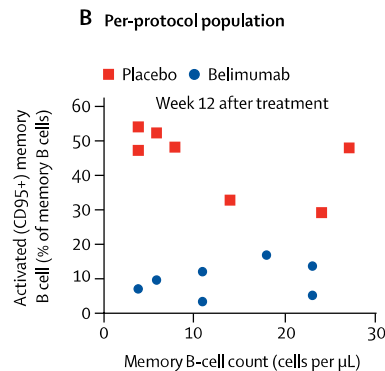 B Per-protocol population
Placebo Belimumab
Week 12 after treatment
Activated (CD95+) memory
B cell (% of memory B cells)
60
50
40
30
20
10
0
0 10 20 30
Memory B-cell count (cells per μL)